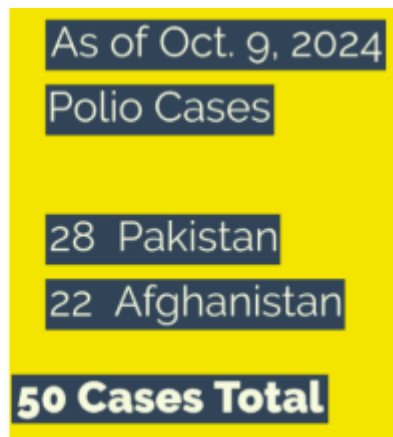 As of Oct. 9, 2024
Polio Cases
28 Pakistan
22 Afghanistan
50 Cases Total